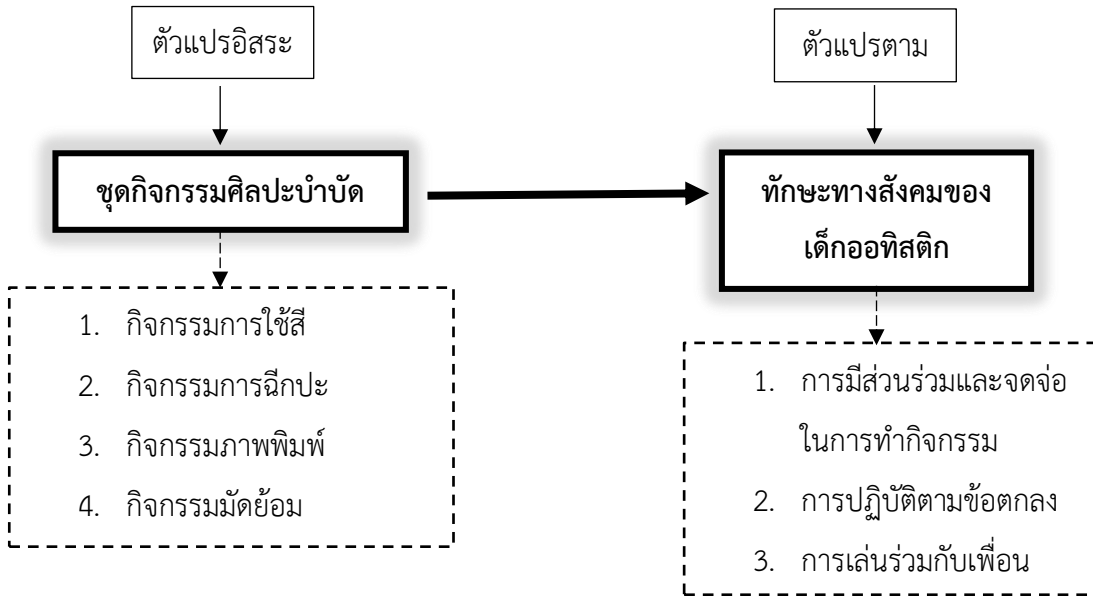 ตัวแปรอิสระ
ตัวแปรตาม
ชุดกิจกรรมศิลปะบำบัด
ทักษะทางสังคมของ
เด็กออทิสติก
1. กิจกรรมการใช้สี
2. กิจกรรมการฉีกปะ
3. กิจกรรมภาพพิมพ์
4. กิจกรรมมัดย้อม
1. การมีส่วนร่วมและจดจ่อ
ในการทำกิจกรรม
2. การปฏิบัติตามข้อตกลง
3. การเล่นร่วมกับเพื่อน